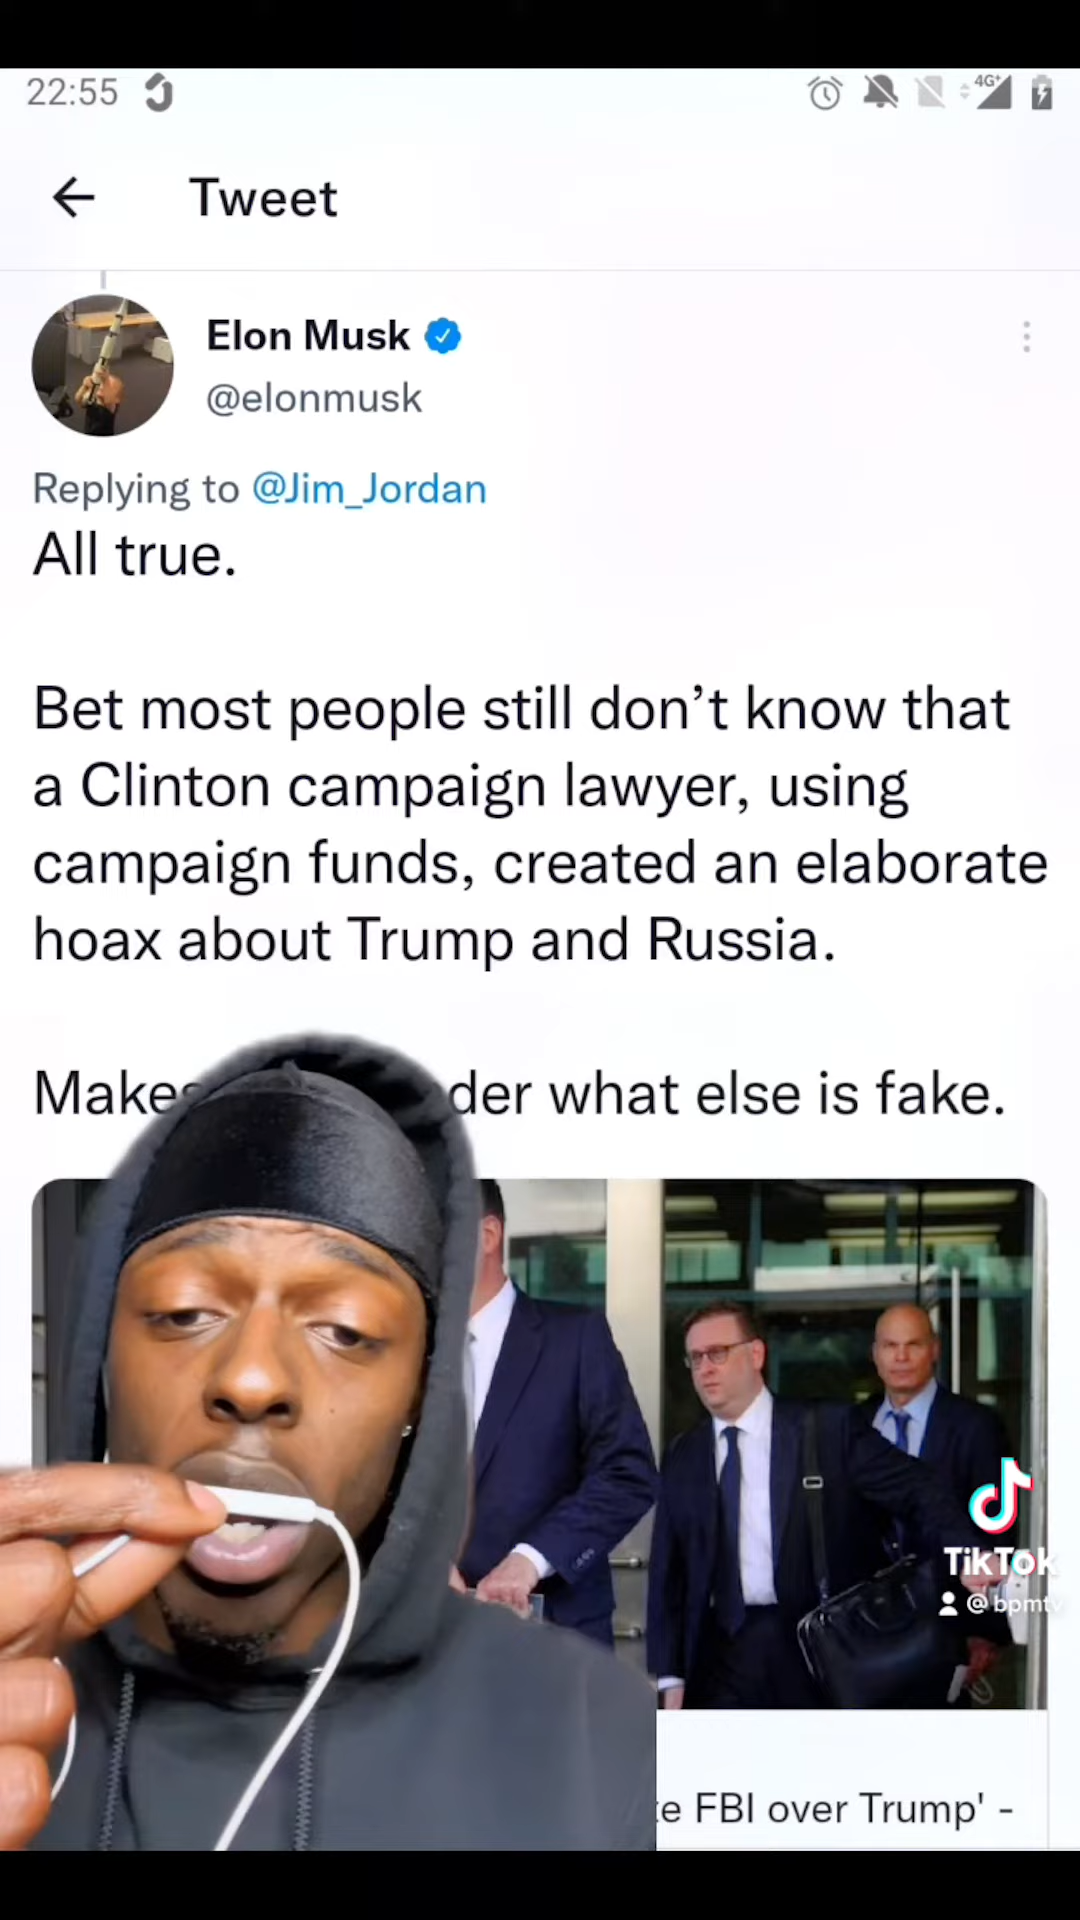 22:55
4G+
Tweet
Elon Musk
@elonmusk
Replying to @Jim_Jordan
All true.
Bet most people still don’t know that
a Clinton campaign lawyer, using
campaign funds, created an elaborate
hoax about Trump and Russia.
what else is fake.
TikTok
@bpmtv
FBI over Trump' -